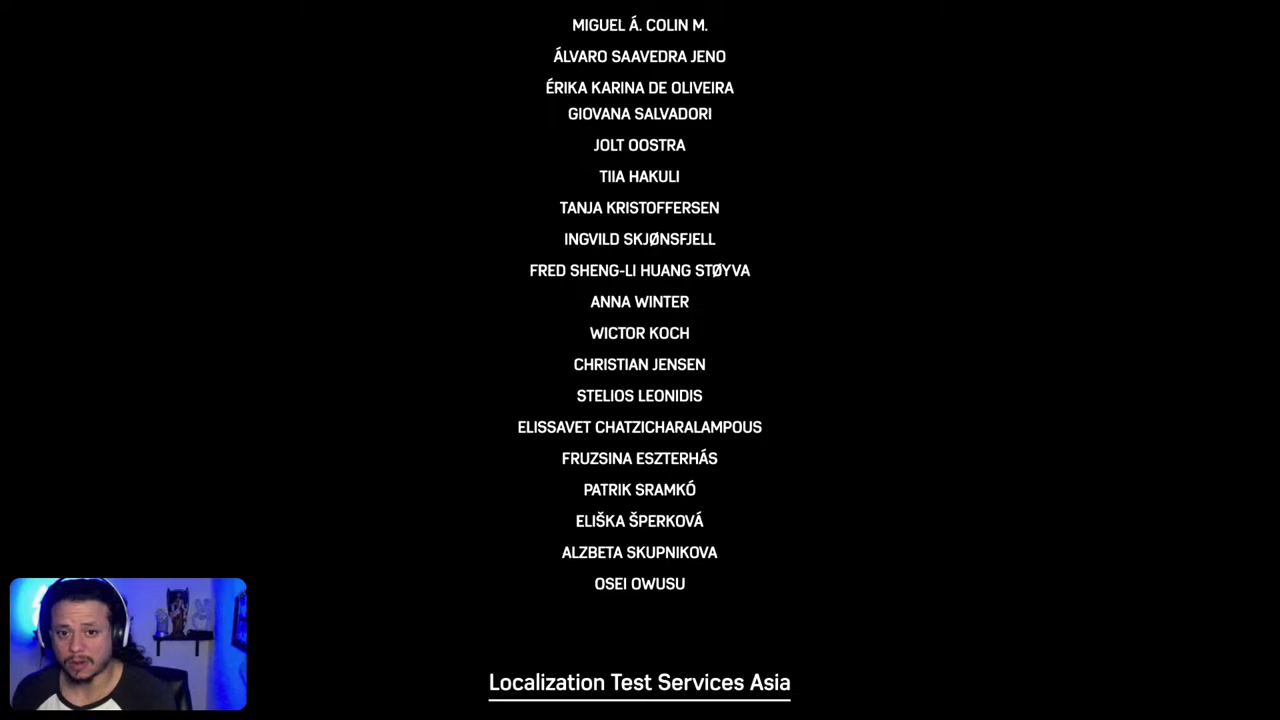 MIGUEL Á. COLIN M.
ÁLVARO SAAVEDRA JENO
ÉRIKA KARINA DE OLIVEIRA
GIOVANA SALVADORI
JOLT OOSTRA
TIIA HAKULI
TANJA KRISTOFFERSEN
INGVILD SKJØNSFJELL
FRED SHENG-LI HUANG STØYVA
ANNA WINTER
WICTOR KOCH
CHRISTIAN JENSEN
STELIOS LEONIDIS
ELISSAVET CHATZICHARALAMPOUS
FRUZSINA ESZTERHÁS
PATRIK SRAMKÓ
ELIŠKA ŠPERKOVÁ
ALZBETA SKUPNIKOVA
OSEI OWUSU
Localization Test Services Asia